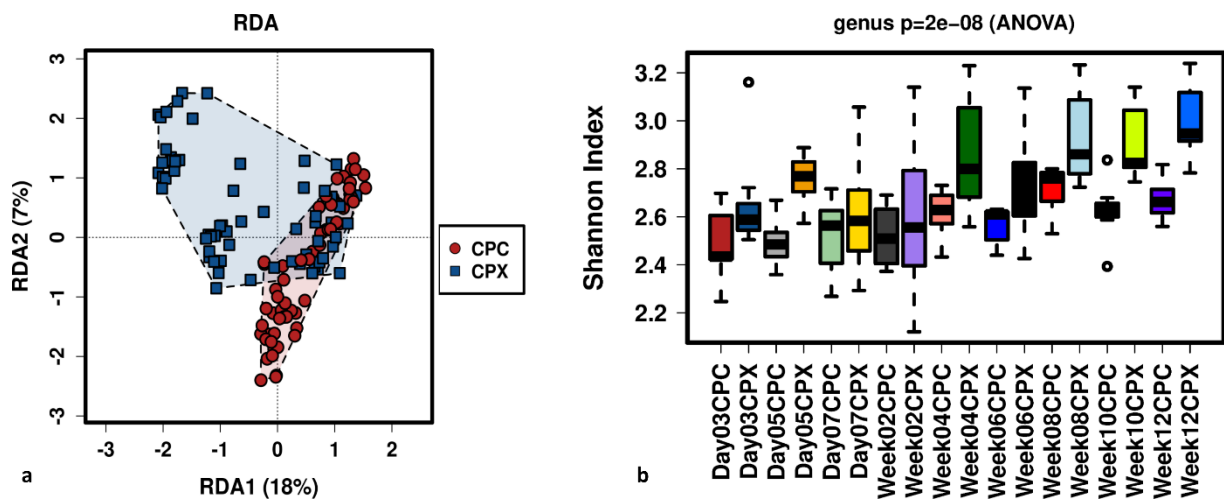 RDA
RDA2 (7%)
3
2
1
0
-1
-2
-3
-3
-2
-1
0
1
2
RDA1 (18%)
CPC
CPX
a
genus p=2e-08 (ANOVA)
Shannon Index
3.2
3.0
2.8
2.6
2.4
2.2
Day03CPC
Day03CPX
Day05CPC
Day05CPX
Day07CPC
Day07CPX
Week02CPC
Week02CPX
Week04CPC
Week04CPX
Week06CPC
Week06CPX
Week08CPC
Week08CPX
Week10CPC
Week10CPX
Week12CPC
Week12CPX
b